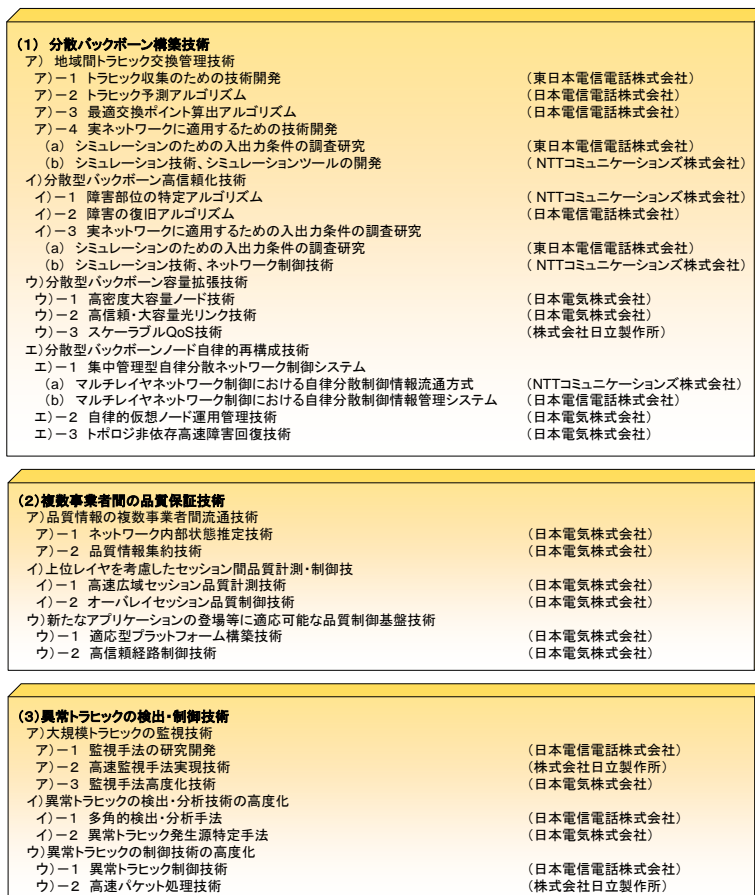 (1) 分散バックボーン構築技術
ア) 地域間トラヒック交換管理技術
ア)－1 トラヒック収集のための技術開発 (東日本電信電話株式会社)
ア)－2 トラヒック予測アルゴリズム (日本電信電話株式会社)
ア)－3 最適交換ポイント算出アルゴリズム (日本電信電話株式会社)
ア)－4 実ネットワークに適用するための技術開発
(a) シミュレーションのための入出力条件の調査研究 (東日本電信電話株式会社)
(b) シミュレーション技術、シミュレーションツールの開発 ( NTTコミュニケーションズ株式会社)
イ)分散型バックボーン高信頼化技術
イ)－1 障害部位の特定アルゴリズム ( NTTコミュニケーションズ株式会社)
イ)－2 障害の復旧アルゴリズム (日本電信電話株式会社)
イ)－3 実ネットワークに適用するための入出力条件の調査研究
(a) シミュレーションのための入出力条件の調査研究 (東日本電信電話株式会社)
(b) シミュレーション技術、ネットワーク制御技術 ( NTTコミュニケーションズ株式会社)
ウ)分散型バックボーン容量拡張技術
ウ)－1 高密度大容量ノード技術 (日本電気株式会社)
ウ)－2 高信頼・大容量光リンク技術 (日本電気株式会社)
ウ)－3 スケーラブルQoS技術 (株式会社日立製作所)
エ)分散型バックボーンノード自律的再構成技術
エ)－1 集中管理型自律分散ネットワーク制御システム
(a) マルチレイヤネットワーク制御における自律分散制御情報流通方式 (NTTコミュニケーションズ株式会社)
(b) マルチレイヤネットワーク制御における自律分散制御情報管理システム (日本電信電話株式会社)
エ)－2 自律的仮想ノード運用管理技術 (日本電気株式会社)
エ)－3 トポロジ非依存高速障害回復技術 (日本電気株式会社)
(2)複数事業者間の品質保証技術
ア)品質情報の複数事業者間流通技術
ア)－1 ネットワーク内部状態推定技術 (日本電気株式会社)
ア)－2 品質情報集約技術 (日本電気株式会社)
イ)上位レイヤを考慮したセッション間品質計測・制御技
イ)－1 高速広域セッション品質計測技術 (日本電気株式会社)
イ)－2 オーバレイセッション品質制御技術 (日本電気株式会社)
ウ)新たなアプリケーションの登場等に適応可能な品質制御基盤技術
ウ)－1 適応型プラットフォーム構築技術 (日本電気株式会社)
ウ)－2 高信頼経路制御技術 (日本電気株式会社)
(3)異常トラヒックの検出・制御技術
ア)大規模トラヒックの監視技術
ア)－1 監視手法の研究開発 (日本電信電話株式会社)
ア)－2 高速監視手法実現技術 (株式会社日立製作所)
ア)－3 監視手法高度化技術 (日本電気株式会社)
イ)異常トラヒックの検出・分析技術の高度化
イ)－1 多角的検出・分析手法 (日本電信電話株式会社)
イ)－2 異常トラヒック発生源特定手法 (日本電気株式会社)
ウ)異常トラヒックの制御技術の高度化
ウ)－1 異常トラヒック制御技術 (日本電信電話株式会社)
ウ)－2 高速パケット処理技術 (株式会社日立製作所)